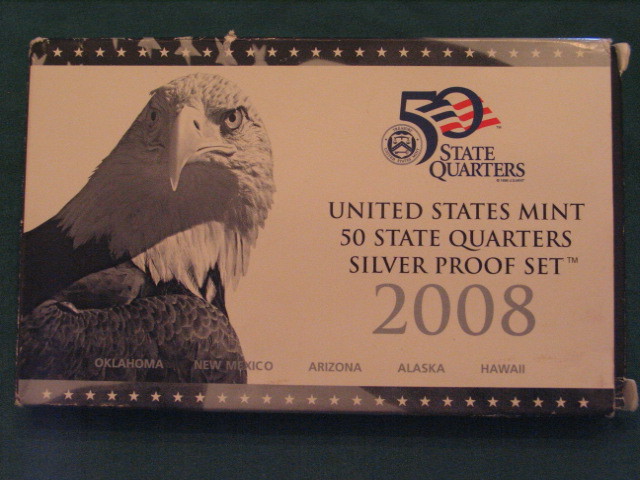 50
STATE
QUARTERS
UNITED STATES MINT
50 STATE QUARTERS
SILVER PROOF SET™
2008
OKLAHOMA NEW MEXICO ARIZONA ALASKA HAWAII